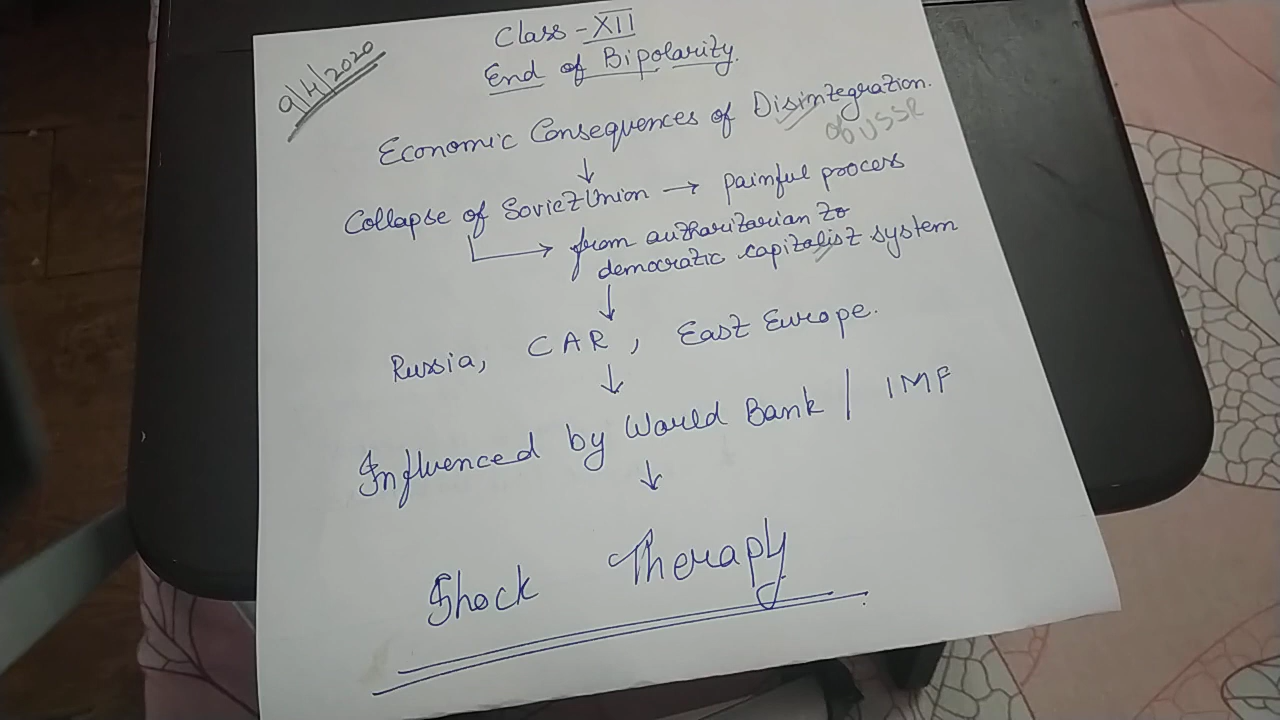 9/4/2020
Class - XII
End of Bipolarity.
Economic Consequences of Disintegration.
of USSR
↓
Collapse of Soviet Union → painful process
→ from autharitarian to
democratic capitalist system
↓
Russia, CAR, East Europe.
↓
Influenced by World Bank / IMF
↓
Shock Therapy